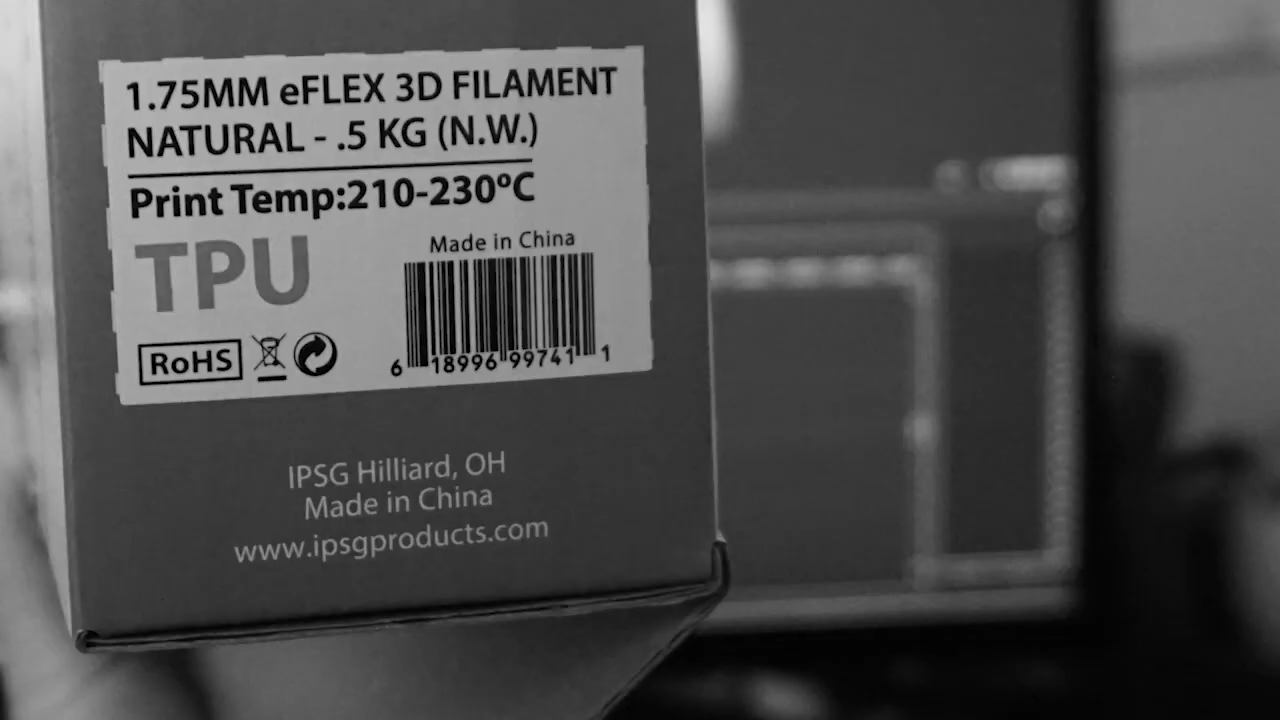 1.75MM eFLEX 3D FILAMENT
NATURAL - .5 KG (N.W.)
Print Temp:210-230ºC
TPU
Made in China
RoHS
6 18996 99741 1
IPSG Hilliard, OH
Made in China
www.ipsgproducts.com